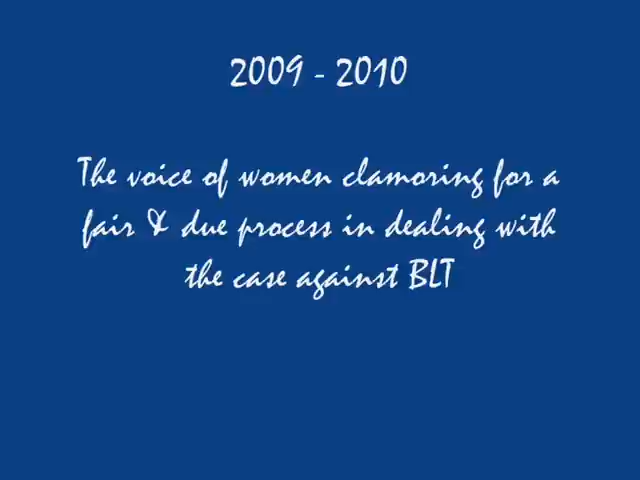 2009 - 2010
The voice of women clamoring for a
fair & due process in dealing with
the case against BLT